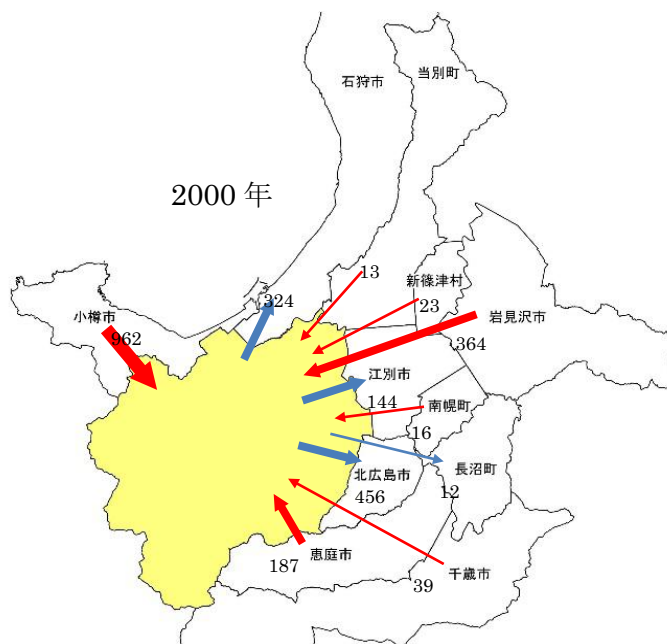 石狩市
当別町
2000 年
13
新篠津村
324
23
小樽市
岩見沢市
962
364
江別市
144
南幌町
16
北広島市
長沼町
456
12
恵庭市
187
千歳市
39